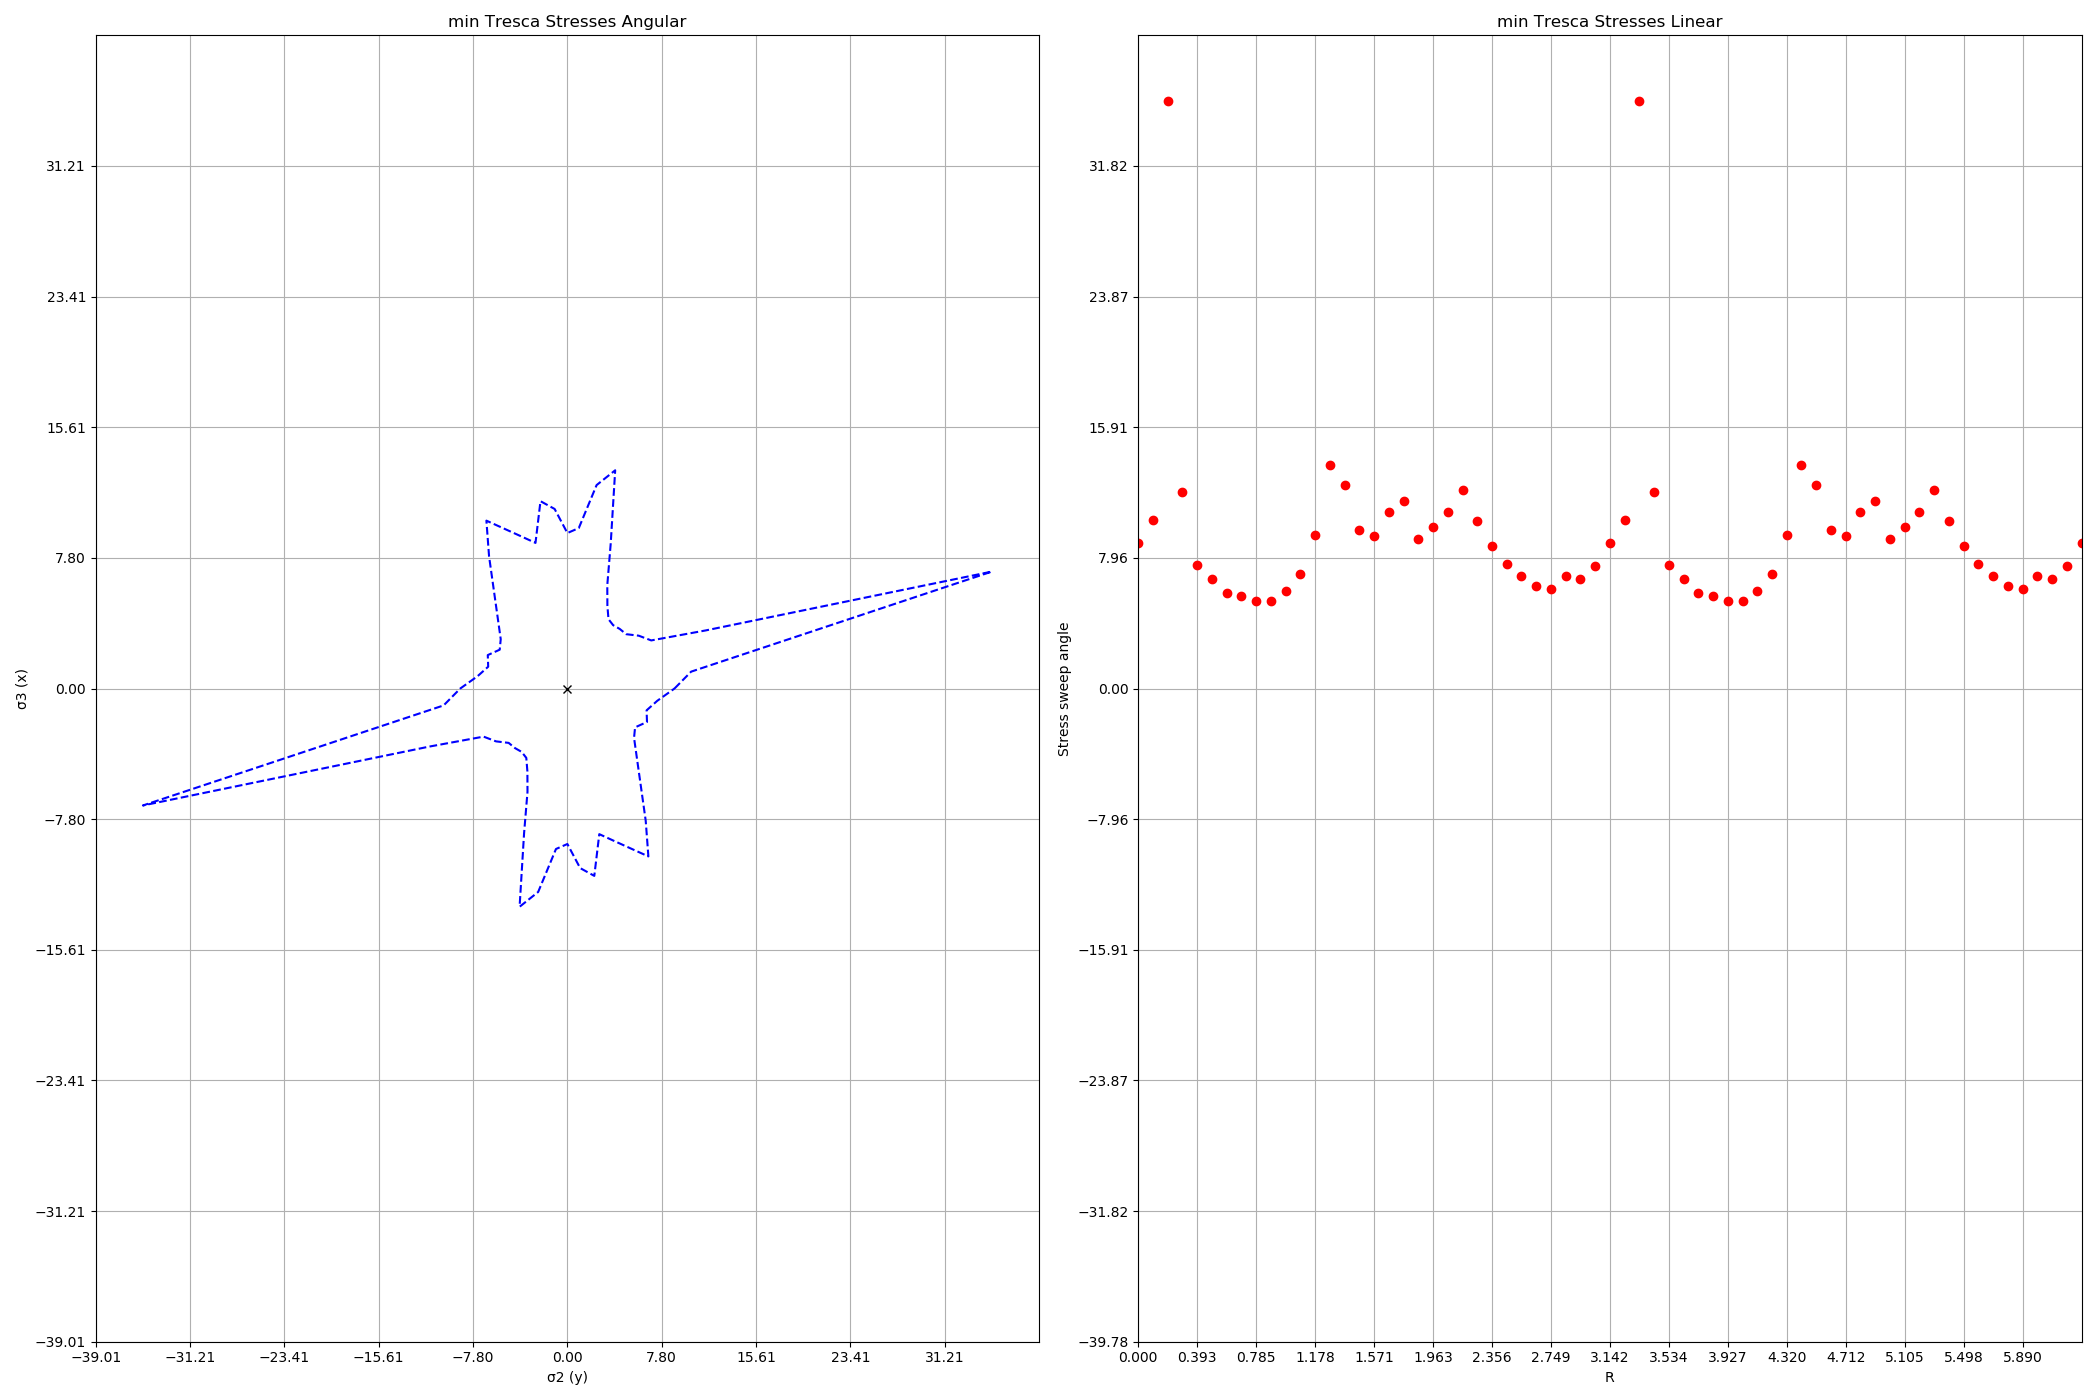 min Tresca Stresses Angular
31.21
23.41
15.61
7.80
0.00
−7.80
−15.61
−23.41
−31.21
−39.01
σ3 (x)
−39.01 −31.21 −23.41 −15.61 −7.80 0.00 7.80 15.61 23.41 31.21
σ2 (y)
min Tresca Stresses Linear
31.82
23.87
15.91
7.96
0.00
−7.96
−15.91
−23.87
−31.82
−39.78
Stress sweep angle
0.000 0.393 0.785 1.178 1.571 1.963 2.356 2.749 3.142 3.534 3.927 4.320 4.712 5.105 5.498 5.890
R